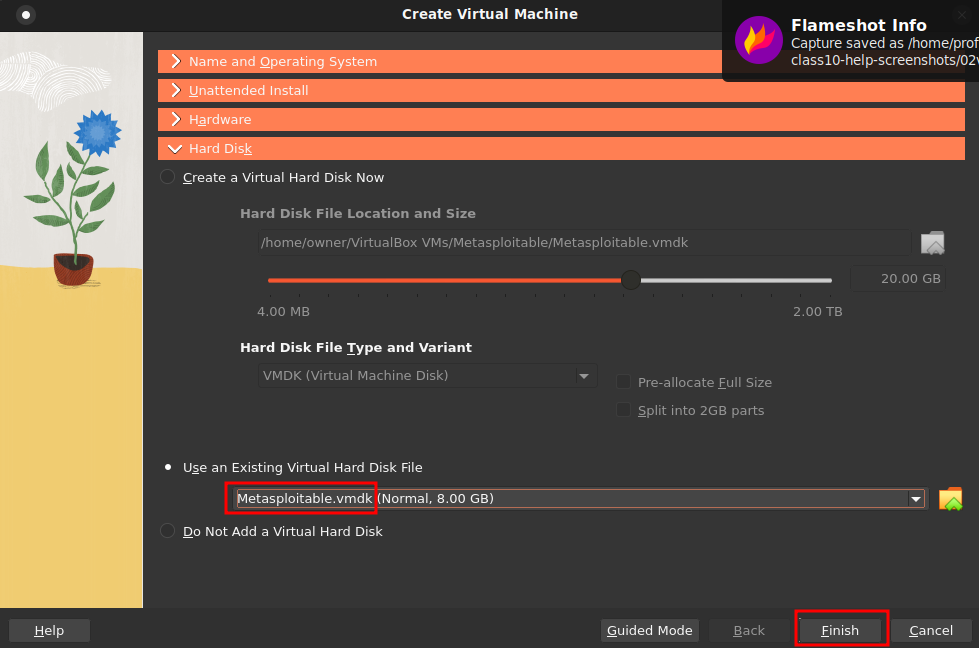 Create Virtual Machine
Flameshot Info
Capture saved as /home/prof
class10-help-screenshots/02
Name and Operating System
Unattended Install
Hardware
Hard Disk
Create a Virtual Hard Disk Now
Hard Disk File Location and Size
/home/owner/VirtualBox VMs/Metasploitable/Metasploitable.vmdk
20.00 GB
4.00 MB
2.00 TB
Hard Disk File Type and Variant
VMDK (Virtual Machine Disk)
Pre-allocate Full Size
Split into 2GB parts
Use an Existing Virtual Hard Disk File
Metasploitable.vmdk (Normal, 8.00 GB)
Do Not Add a Virtual Hard Disk
Help
Guided Mode
Back
Finish
Cancel